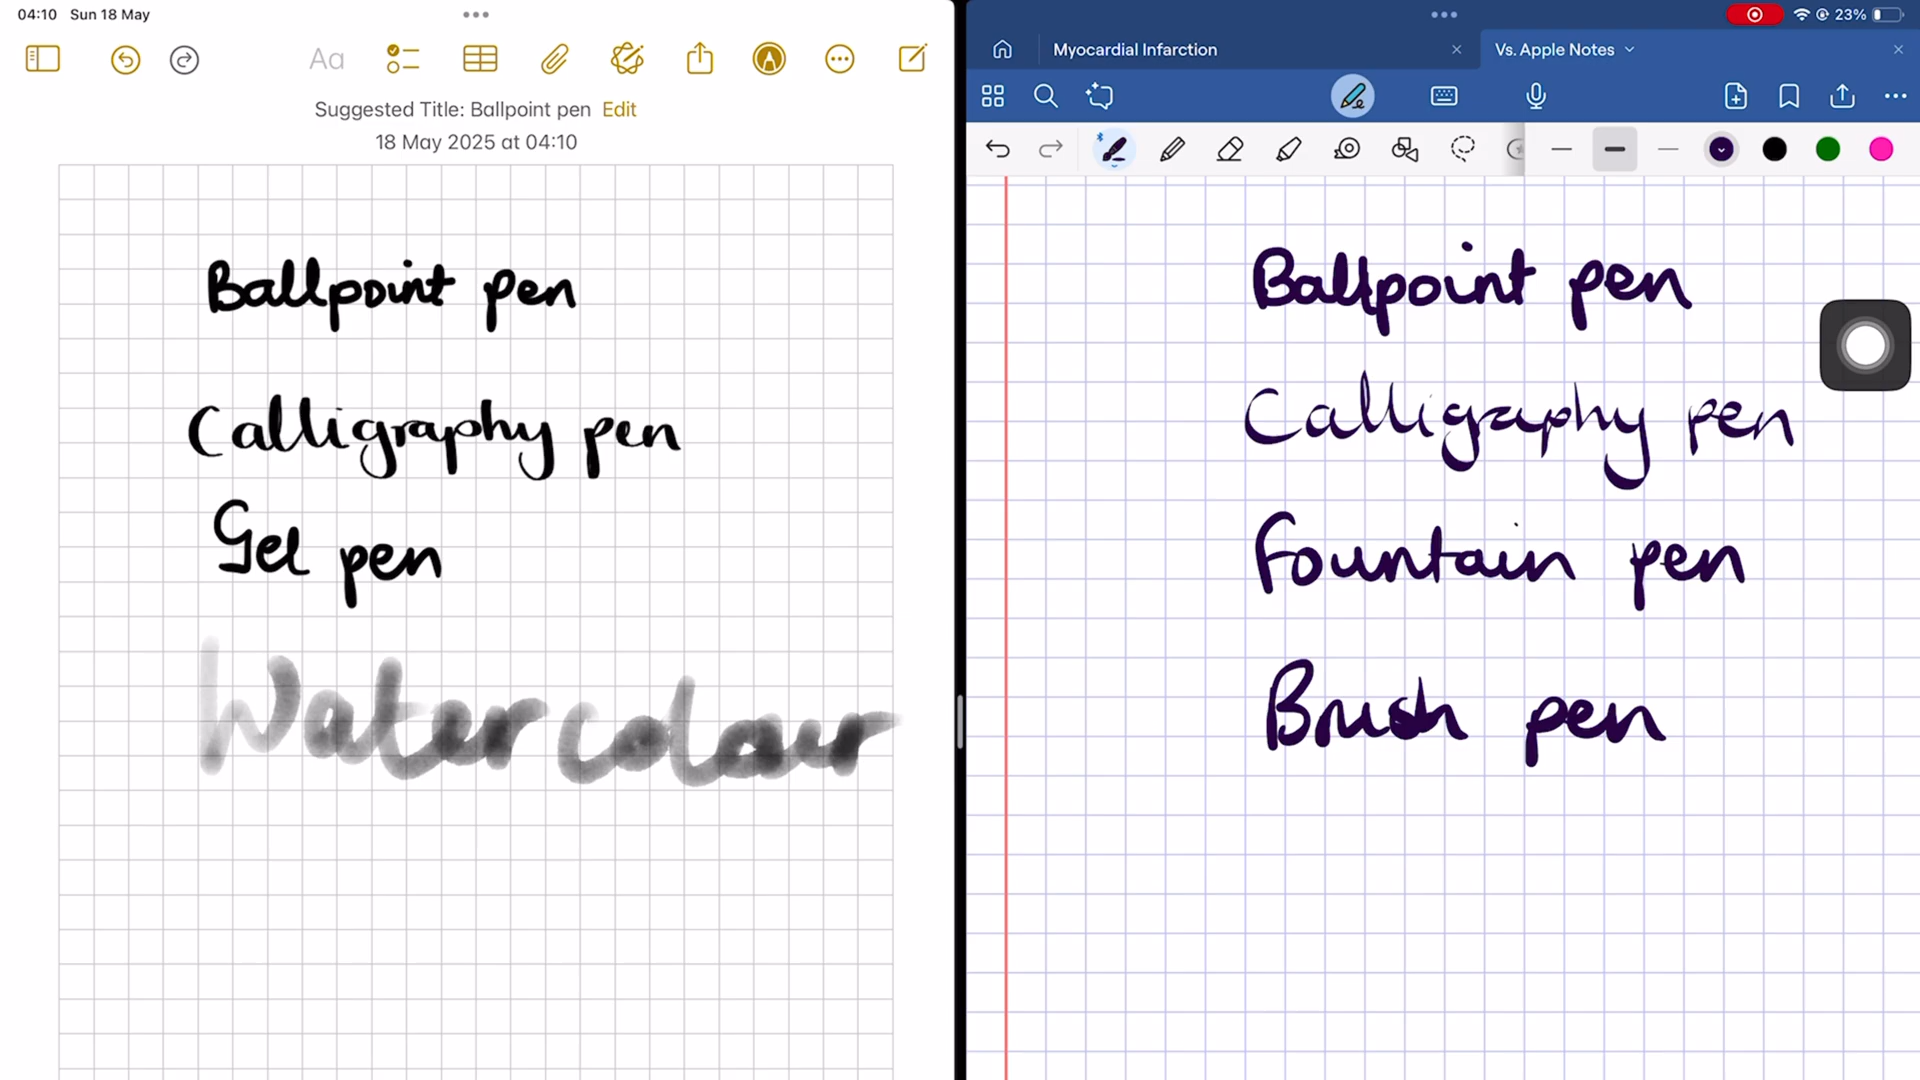 04:10 Sun 18 May
Aa
Suggested Title: Ballpoint pen Edit
18 May 2025 at 04:10
Ballpoint pen
Calligraphy pen
Gel pen
Watercolour
23%
Myocardial Infarction
Vs. Apple Notes
Ballpoint pen
Calligraphy pen
Fountain pen
Brush pen